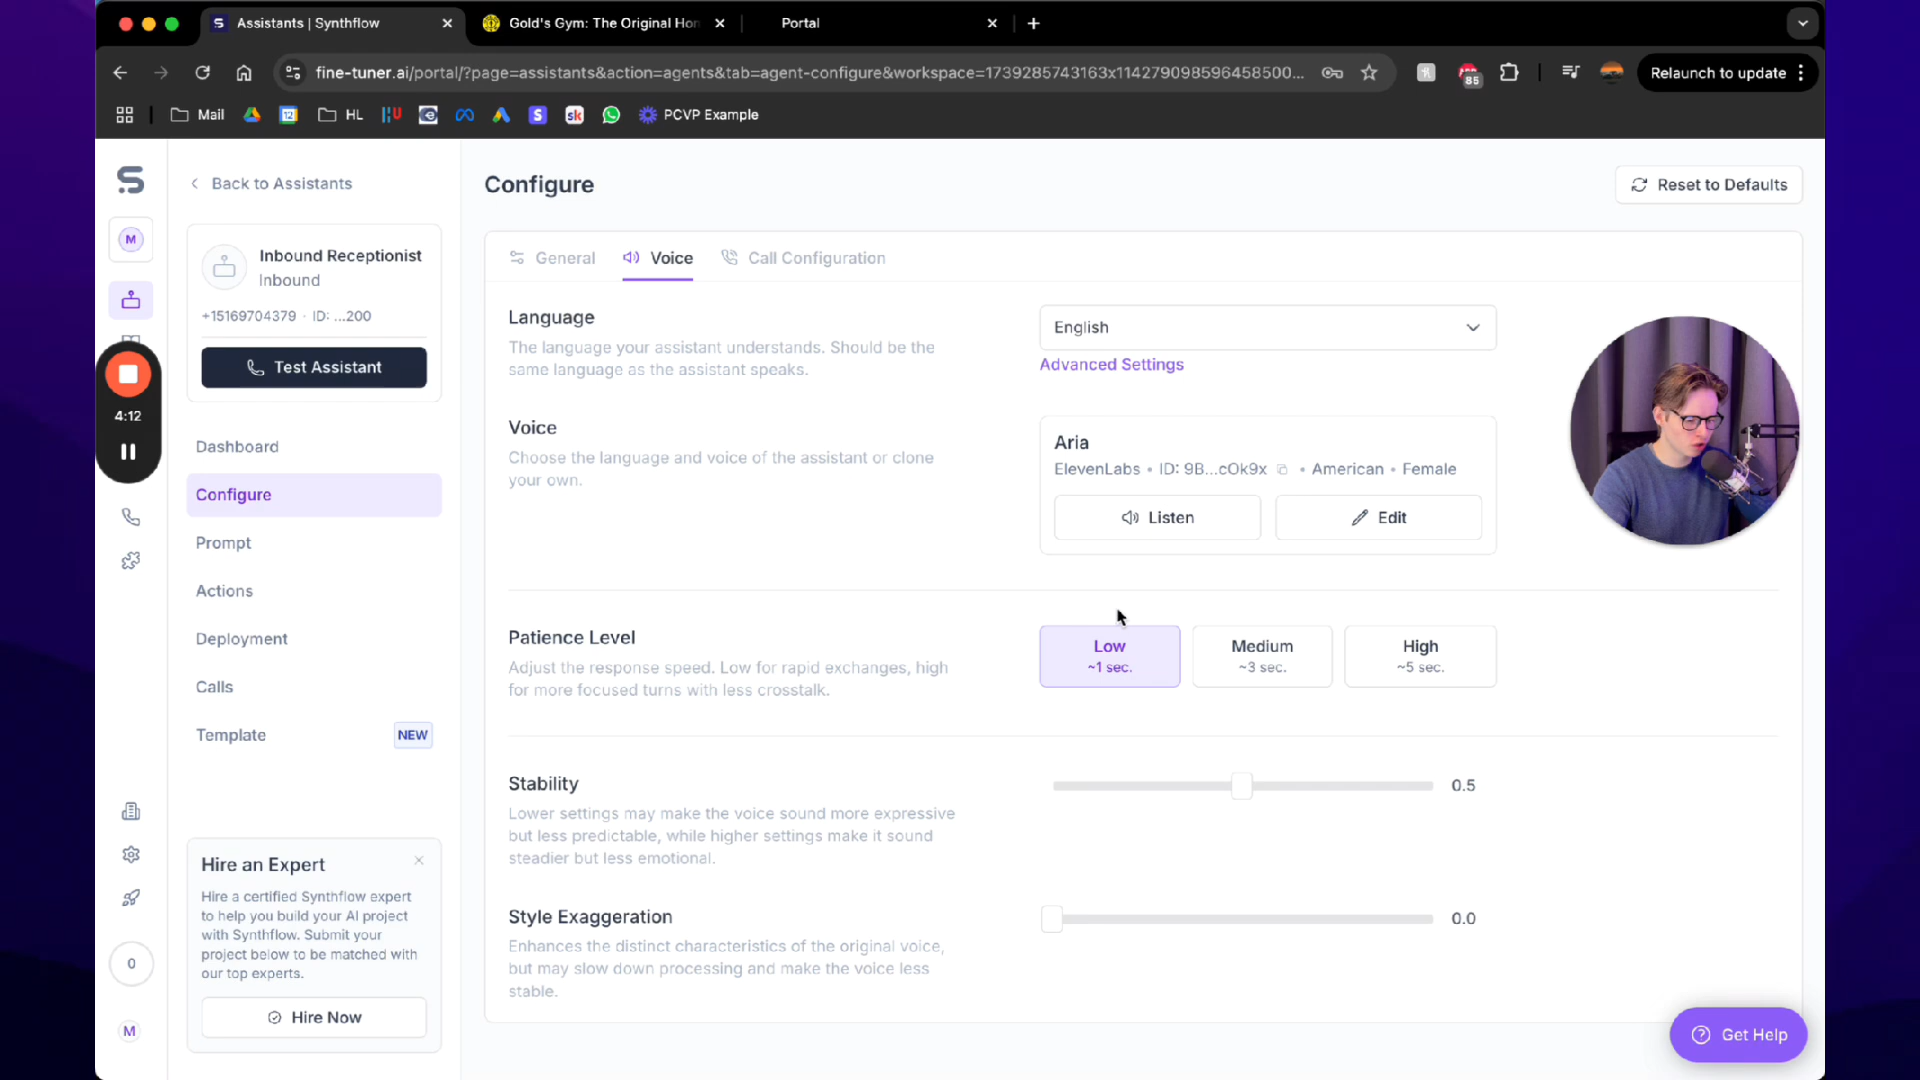 Assistants | Synthflow
Gold's Gym: The Original Hon
Portal
fine-tuner.ai/portal/?page=assistants&action=agents&tab=agent-configure&workspace=1739285743163x114279098596458500...
85
Relaunch to update
Mail
12
HL
sk
PCVP Example
Back to Assistants
Configure
Reset to Defaults
M
Inbound Receptionist
Inbound
+15169704379 · ID: ...200
Test Assistant
4:12
General
Voice
Call Configuration
Language
The language your assistant understands. Should be the
same language as the assistant speaks.
English
Advanced Settings
Voice
Choose the language and voice of the assistant or clone
your own.
Aria
ElevenLabs • ID: 9B...cOk9x • American • Female
Listen
Edit
Dashboard
Configure
Prompt
Actions
Deployment
Calls
Template
NEW
Patience Level
Adjust the response speed. Low for rapid exchanges, high
for more focused turns with less crosstalk.
Low
~1 sec.
Medium
~3 sec.
High
~5 sec.
Stability
Lower settings may make the voice sound more expressive
but less predictable, while higher settings make it sound
steadier but less emotional.
0.5
Style Exaggeration
Enhances the distinct characteristics of the original voice,
but may slow down processing and make the voice less
stable.
0.0
Hire an Expert
Hire a certified Synthflow expert
to help you build your AI project
with Synthflow. Submit your
project below to be matched with
our top experts.
Hire Now
0
M
Get Help